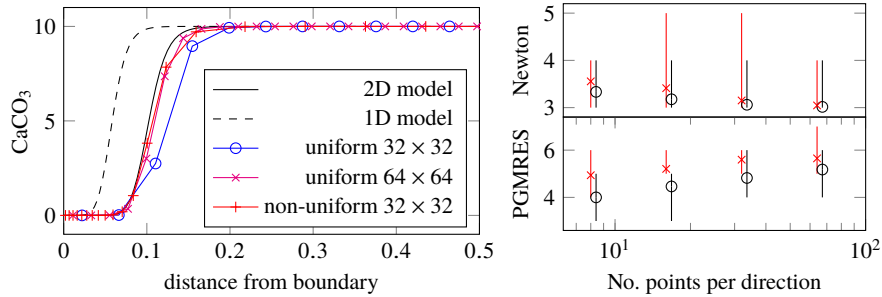 CaCO3
10
5
0
0
0.1
0.2
0.3
0.4
0.5
distance from boundary
2D model
1D model
uniform 32 × 32
uniform 64 × 64
non-uniform 32 × 32
Newton
5
4
3
PGMRES
6
4
10^1
10^2
No. points per direction